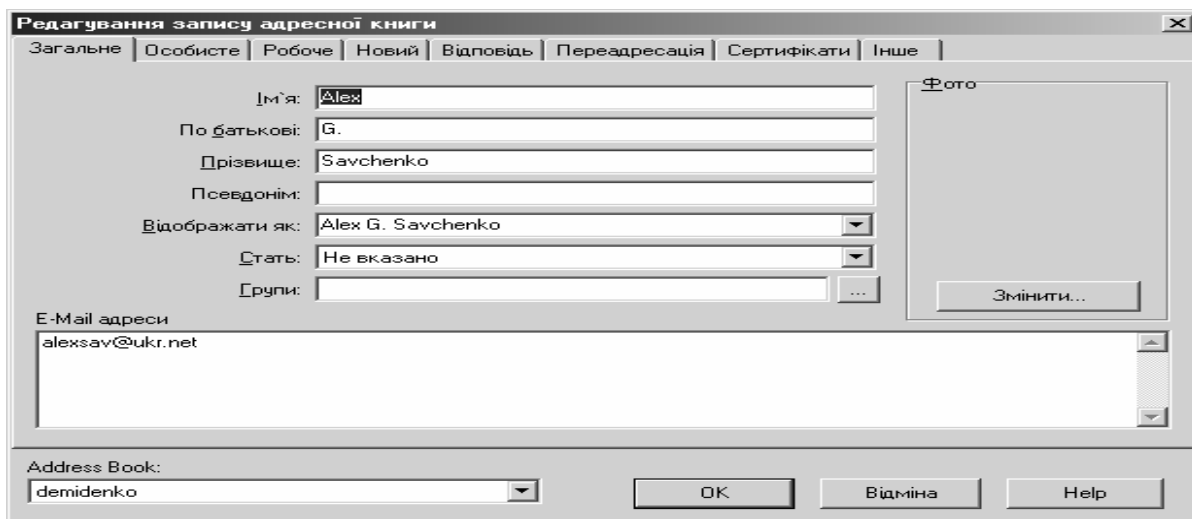 Редагування запису адресної книги
Загальне Особисте Робоче Новий Відповідь Переадресація Сертифікати Інше
Ім`я: Alex
По батькові: G.
Прізвище: Savchenko
Псевдонім:
Відображати як: Alex G. Savchenko
Стать: Не вказано
Групи: ...
Фото
Змінити...
E-Mail адреси
alexsav@ukr.net
Address Book:
demidenko
OK Відміна Help